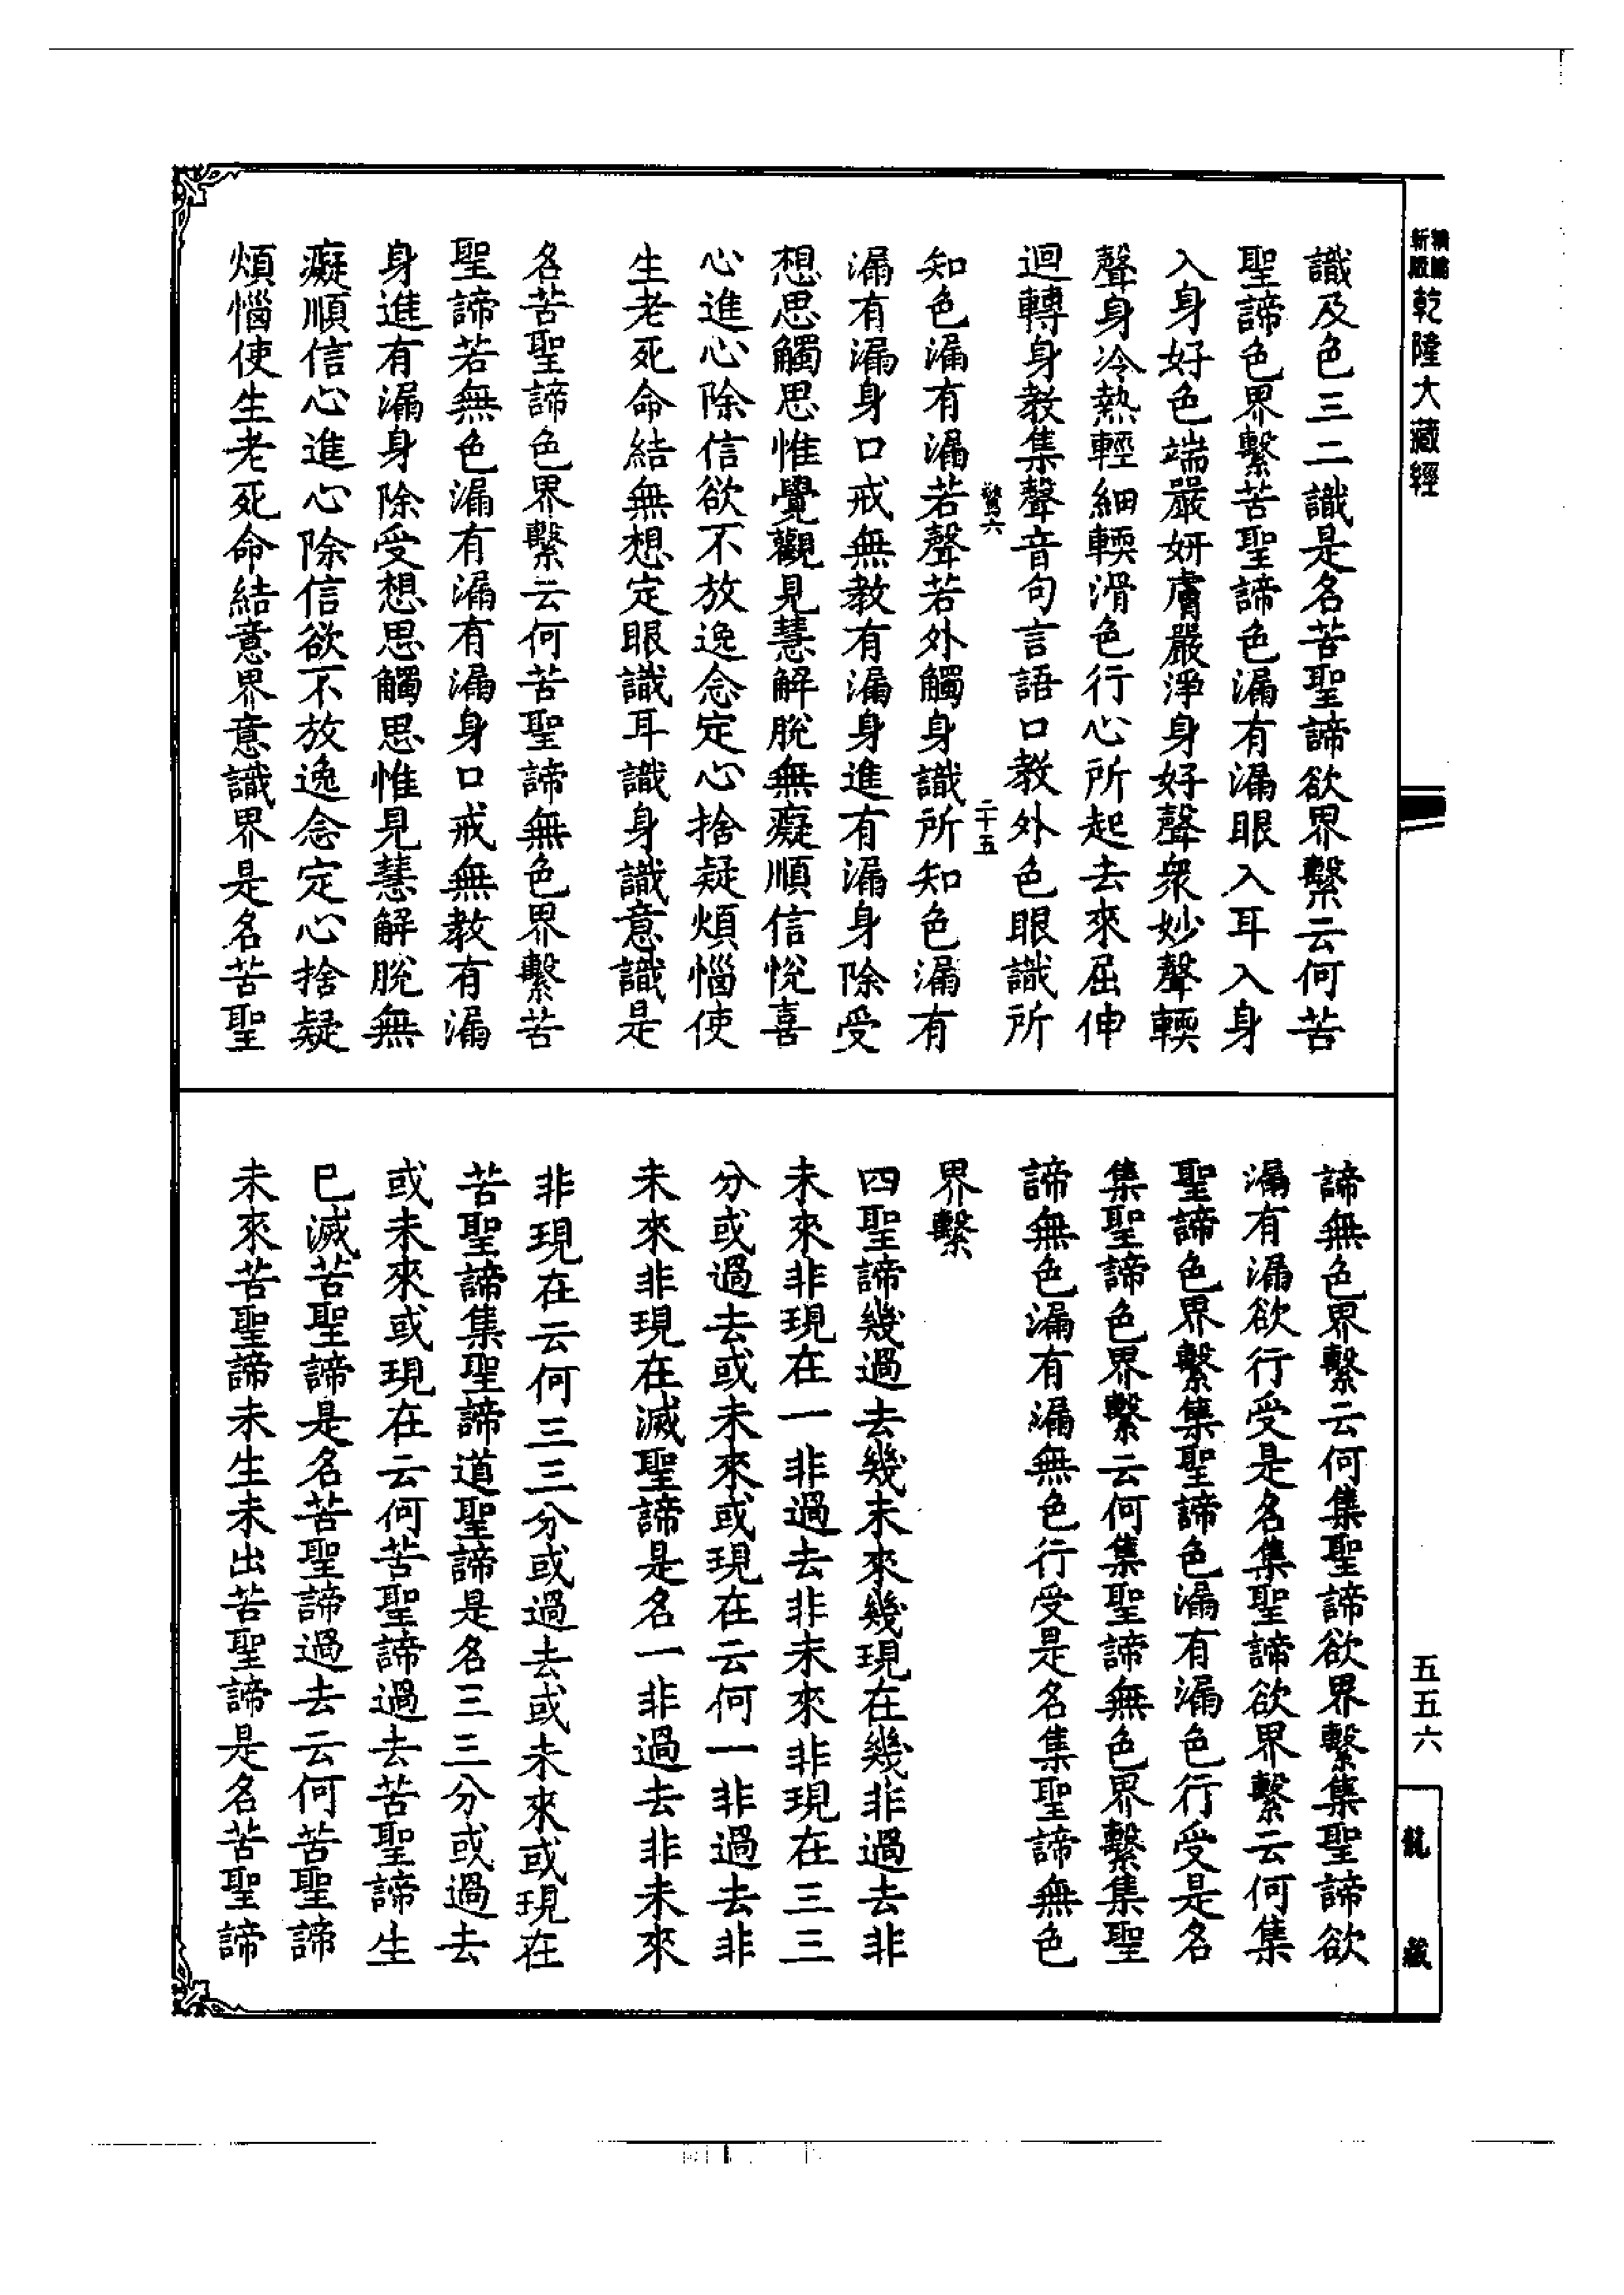 新 乾隆大藏經
五五六
龍藏
識及色三二識是名苦聖諦欲界繫云何苦
聖諦色界繫苦聖諦色漏有漏眼入耳入身
入身好色端嚴妍膚嚴淨身好聲衆妙聲輭
聲身冷熱輕細輭滑色行心所起去來屈伸
迴轉身教集聲音句言語口教外色眼識所
六 二十五
知色漏有漏若聲若外觸身識所知色漏有
漏有漏身口戒無教有漏身進有漏身除受
想思觸思惟覺觀見慧解脫無癡順信悅喜
心進心除信欲不放逸念定心捨疑煩惱使
生老死命結無想定眼識耳識身識意識是
名苦聖諦色界繫云何苦聖諦無色界繫苦
聖諦若無色漏有漏有漏身口戒無教有漏
身進有漏身除受想思觸思惟見慧解脫無
癡順信心進心除信欲不放逸念定心捨疑
煩惱使生老死命結意界意識界是名苦聖
諦無色界繫云何集聖諦欲界繫集聖諦欲
漏有漏欲行受是名集聖諦欲界繫云何集
聖諦色界繫集聖諦色漏有漏色行受是名
集聖諦色界繫云何集聖諦無色界繫集聖
諦無色漏有漏無色行受是名集聖諦無色
界繫
四聖諦幾過去幾未來幾現在幾非過去非
未來非現在一非過去非未來非現在三三
分或過去或未來或現在云何一非過去非
未來非現在滅聖諦是名一非過去非未來
非現在云何三三分或過去或未來或現在
苦聖諦集聖諦道聖諦是名三三分或過去
或未來或現在云何苦聖諦過去苦聖諦生
已滅苦聖諦是名苦聖諦過去云何苦聖諦
未來苦聖諦未生未出苦聖諦是名苦聖諦